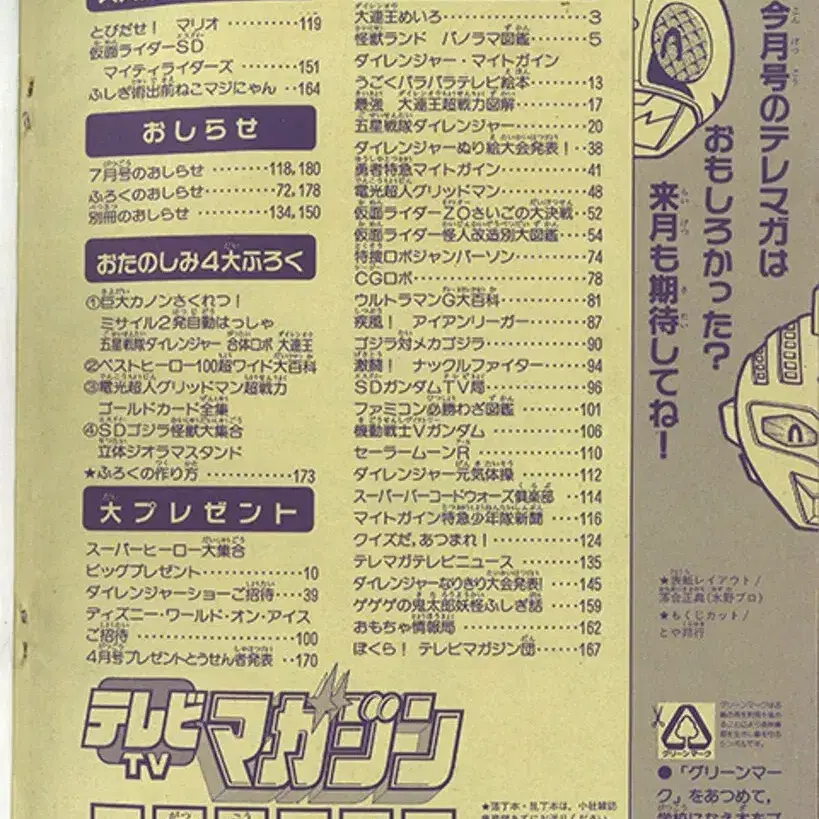 とびだせ！ マリオ………119
仮面ライダーSD
マイティライダーズ………151
ふしぎ術出前ねこマジにゃん‥164
おしらせ
7月号のおしらせ………118,180
ふろくのおしらせ………72,178
別冊のおしらせ………134,150
おたのしみ4大ふろく
①巨大カノンさくれつ！
ミサイル2発自動はっしゃ
五星戦隊ダイレンジャー 合体ロボ 大連王
②ベストヒーロー100超ワイド大百科
③電光超人グリッドマン超戦力
ゴールドカード全集
④SDゴジラ怪獣大集合
立体ジオラマスタンド
★ふろくの作り方………173
大プレゼント
スーパーヒーロー大集合
ビッグプレゼント………10
ダイレンジャーショーご招待‥‥39
ディズニー・ワールド・オン・アイス
ご招待………100
4月号プレゼントとうせん者発表‥170
大連王めいろ………3
怪獣ランド パノラマ図鑑………5
ダイレンジャー・マイトガイン
うごくパラパラテレビ絵本………13
最強 大連王超戦力図解………17
五星戦隊ダイレンジャー………20
ダイレンジャーぬり絵大会発表！‥38
勇者特急マイトガイン………41
電光超人グリッドマン………48
仮面ライダーZOさいごの大決戦‥52
仮面ライダー怪人改造別大図鑑…54
特捜ロボジャンパーソン………74
CGロボ………78
ウルトラマンG大百科………81
疾風！ アイアンリーガー………87
ゴジラ対メカゴジラ………90
激闘！ ナックルファイター………94
SDガンダムTV局………96
ファミコン必勝わざ図鑑………101
機動戦士Vガンダム………106
セーラームーンR………110
ダイレンジャー元気体操………112
スーパーバーコードウォーズ倶楽部‥114
マイトガイン特急少年隊新聞‥‥116
クイズだ,あつまれ！………124
テレマガテレビニュース………135
ダイレンジャーなりきり大会発表!‥145
ゲゲゲの鬼太郎妖怪ふしぎ話…159
おもちゃ情報局………162
ぼくら！ テレビマガジン団………167
今月号のテレマガは
おもしろかった？
来月も期待してね！
★表紙レイアウト/
落合正典(水野プロ)
★もくじカット/
テレビマガジン
TV
グリーンマーク
●「グリーンマー
ク」をあつめて,
★落丁本・乱丁本は、小社雑誌